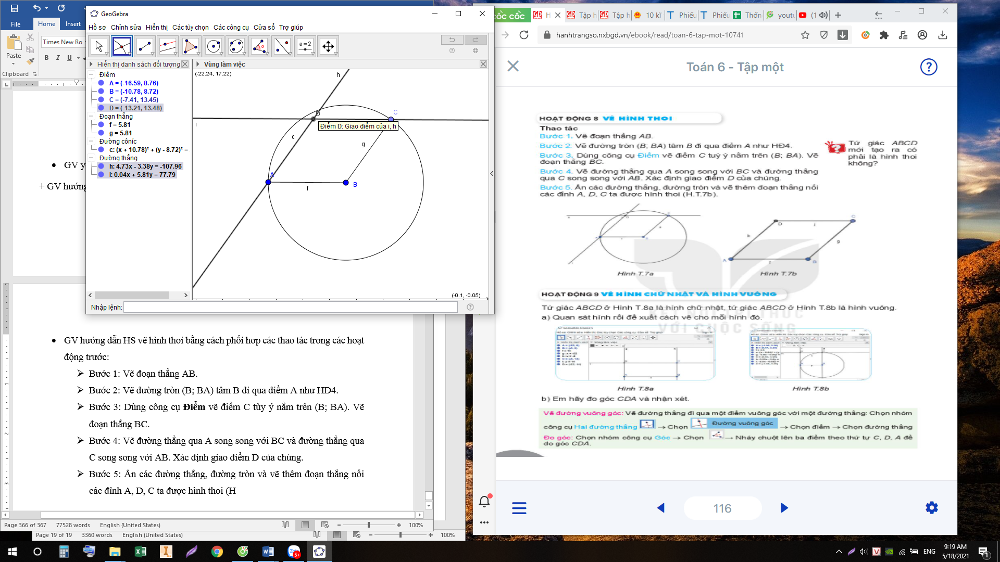 File
Home
Insert
Times New Ro
Paste
B I U
Clipboard
GV y
+ GV hướng
GV hướng dẫn HS vẽ hình thoi bằng cách phối hợp các thao tác trong các hoạt
động trước:
Bước 1: Vẽ đoạn thẳng AB.
Bước 2: Vẽ đường tròn (B; BA) tâm B đi qua điểm A như HĐ4.
Bước 3: Dùng công cụ Điểm vẽ điểm C tùy ý nằm trên (B; BA). Vẽ
đoạn thẳng BC.
Bước 4: Vẽ đường thẳng qua A song song với BC và đường thẳng qua
C song song với AB. Xác định giao điểm D của chúng.
Bước 5: Ẩn các đường thẳng, đường tròn và vẽ thêm đoạn thẳng nối
các đỉnh A, D, C ta được hình thoi (H
Page 366 of 367 77528 words English (United States) 100%
Page 19 of 19 3360 words English (United States) 100%
GeoGebra
Hồ sơ Chỉnh sửa Hiển thị Các tùy chọn Các công cụ Cửa sổ Trợ giúp
a = 2
Hiển thị danh sách đối tượng
Vùng làm việc
Điểm
A = (-16.59, 8.76)
B = (-10.78, 8.72)
C = (-7.41, 13.45)
D = (-13.21, 13.48)
Đoạn thẳng
f = 5.81
g = 5.81
Đường cônic
c: (x + 10.78)² + (y - 8.72)² =
Đường thẳng
h: 4.73x - 3.38y = -107.96
i: 0.04x + 5.81y = 77.79
(-22.24, 17.22)
h
D
C
i
Điểm D: Giao điểm của i, h
c
g
A
B
f
(-0.1, -0.05)
Nhập lệnh:
cốc cốc
H
Tập h
Tập h
10 kĩ
Phiếu
Phiếu
Thốn
youtu
(1
hanhtrangso.nxbgd.vn/ebook/read/toan-6-tap-mot-10741
Toán 6 - Tập một
HOẠT ĐỘNG 8 VẼ HÌNH THOI
Thao tác
Bước 1. Vẽ đoạn thẳng AB.
Bước 2. Vẽ đường tròn (B; BA) tâm B đi qua điểm A như HĐ4.
Bước 3. Dùng công cụ Điểm vẽ điểm C tuỳ ý nằm trên (B; BA). Vẽ
đoạn thẳng BC.
Bước 4. Vẽ đường thẳng qua A song song với BC và đường thẳng
qua C song song với AB. Xác định giao điểm D của chúng.
Bước 5. Ẩn các đường thẳng, đường tròn và vẽ thêm đoạn thẳng nối
các đỉnh A, D, C ta được hình thoi (H.T.7b).
Tứ giác ABCD
mới tạo ra có
phải là hình thoi
không?
D
j
C
k
g
A
f
B
Hình T.7a
Hình T.7b
HOẠT ĐỘNG 9 VẼ HÌNH CHỮ NHẬT VÀ HÌNH VUÔNG
Tứ giác ABCD ở Hình T.8a là hình chữ nhật, tứ giác ABCD ở Hình T.8b là hình vuông.
a) Quan sát hình rồi đề xuất cách vẽ cho mỗi hình đó.
KẾT NỐI TRI THỨC
VỚI CUỘC SỐNG
Hình T.8a
Hình T.8b
b) Em hãy đo góc CDA và nhận xét.
Vẽ đường vuông góc: Vẽ đường thẳng đi qua một điểm vuông góc với một đường thẳng: Chọn nhóm
công cụ Hai đường thẳng → Chọn Đường vuông góc → Chọn điểm → Chọn đường thẳng
Đo góc: Chọn nhóm công cụ Góc → Chọn → Nháy chuột lên ba điểm theo thứ tự C, D, A để
đo góc CDA.
116
ENG
9:19 AM
5/18/2021